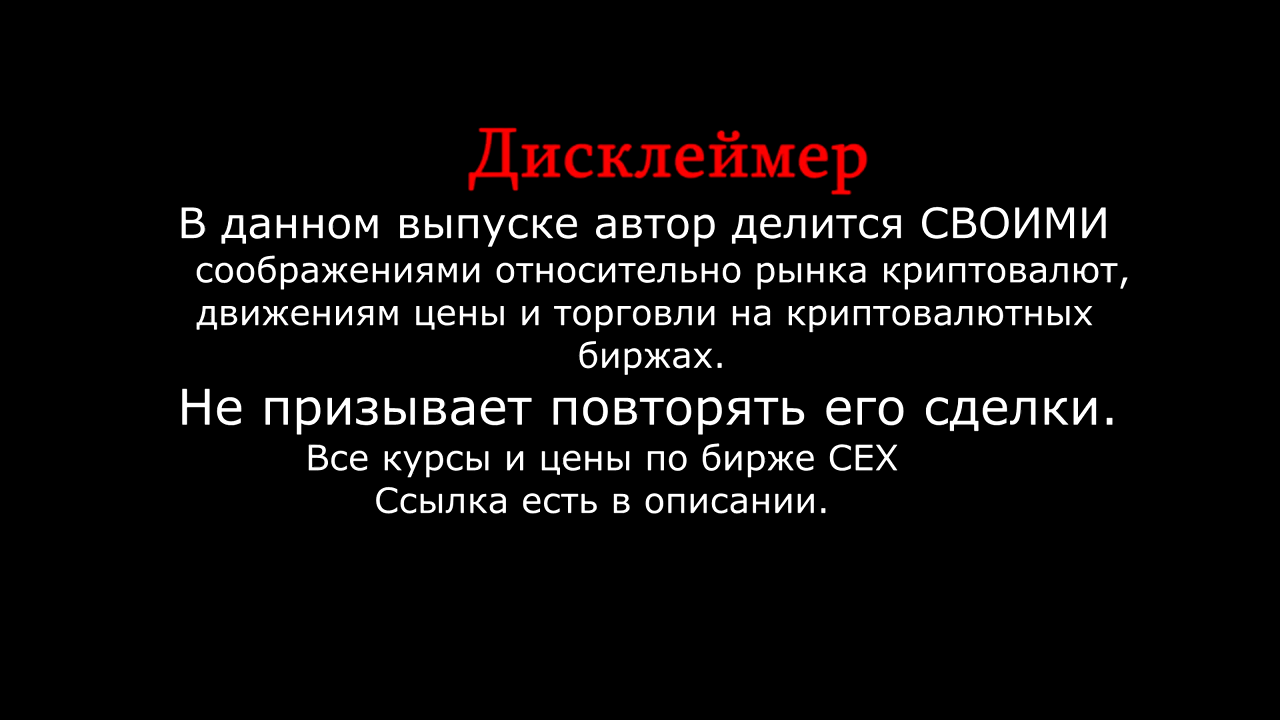 Дисклеймер
В данном выпуске автор делится СВОИМИ
соображениями относительно рынка криптовалют,
движениям цены и торговли на криптовалютных
биржах.
Не призывает повторять его сделки.
Все курсы и цены по бирже CEX
Ссылка есть в описании.